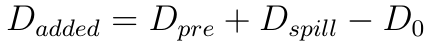 D_{added} = D_{pre} + D_{spill} - D_0